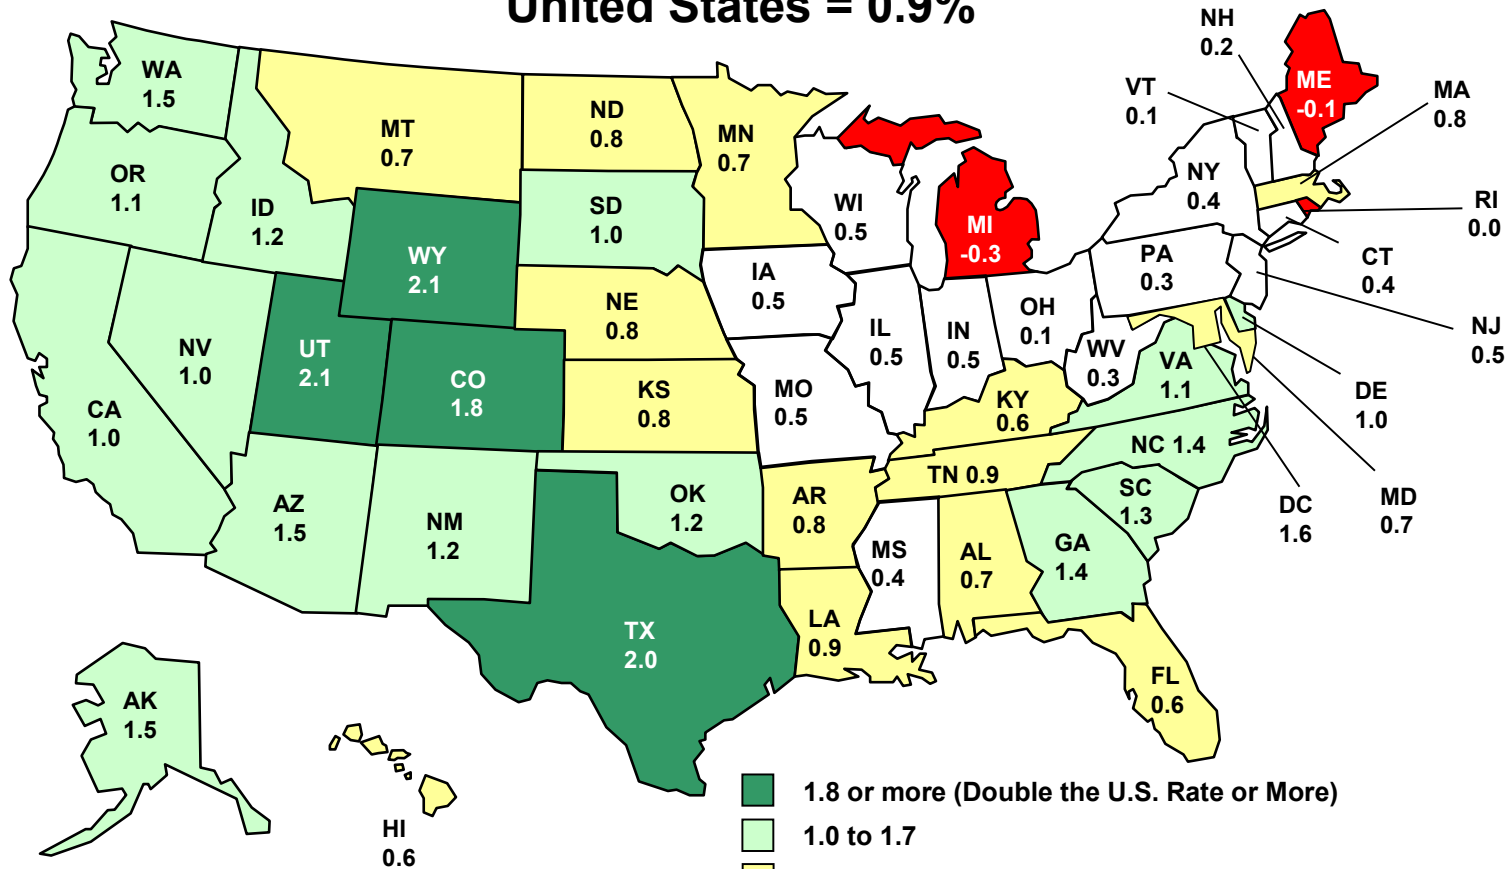 United States = 0.9%
NH
0.2
WA
1.5
ME
-0.1
VT
0.1
MA
0.8
ND
0.8
MT
0.7
MN
0.7
OR
1.1
NY
0.4
ID
1.2
SD
1.0
WI
0.5
RI
0.0
MI
-0.3
WY
2.1
PA
0.3
CT
0.4
IA
0.5
NE
0.8
OH
0.1
NJ
0.5
IL
0.5
IN
0.5
NV
1.0
UT
2.1
WV
0.3
VA
1.1
CO
1.8
KS
0.8
MO
0.5
DE
1.0
CA
1.0
KY
0.6
NC 1.4
TN 0.9
SC
1.3
MD
0.7
AZ
1.5
OK
1.2
AR
0.8
DC
1.6
NM
1.2
MS
0.4
AL
0.7
GA
1.4
TX
2.0
LA
0.9
FL
0.6
AK
1.5
1.8 or more (Double the U.S. Rate or More)
1.0 to 1.7
HI
0.6